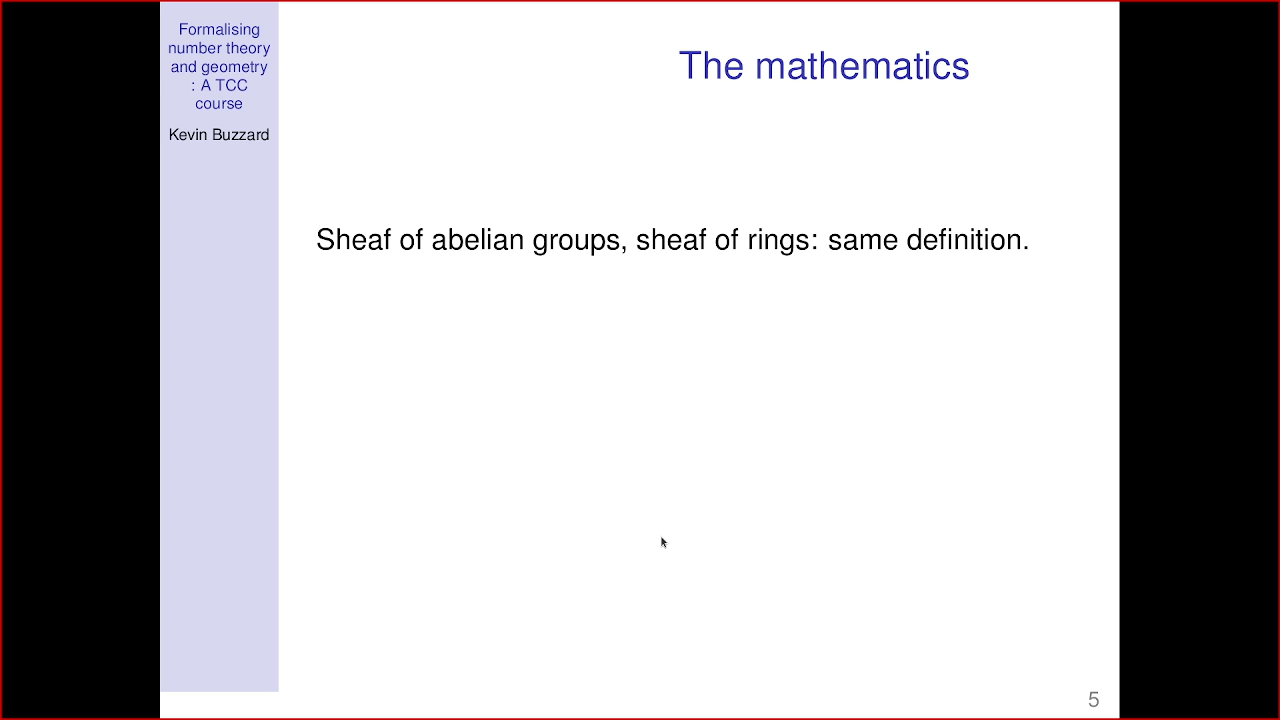 Formalising
number theory
and geometry
: A TCC
course
Kevin Buzzard
The mathematics
Sheaf of abelian groups, sheaf of rings: same definition.
5